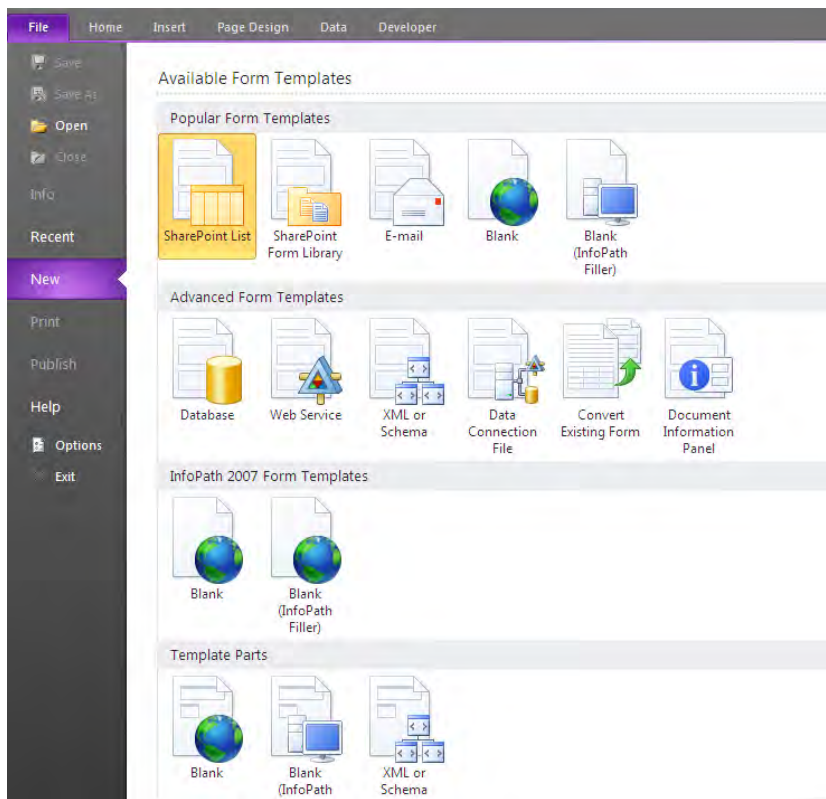 File Home Insert Page Design Data Developer
Save
Save As
Open
Close
Info
Recent
New
Print
Publish
Help
Options
Exit
Available Form Templates
Popular Form Templates
SharePoint List SharePoint E-mail Blank Blank
Form Library (InfoPath
Filler)
Advanced Form Templates
Database Web Service XML or Data Convert Document
Schema Connection Existing Form Information
File Panel
InfoPath 2007 Form Templates
Blank Blank
(InfoPath
Filler)
Template Parts
Blank Blank XML or
(InfoPath Schema